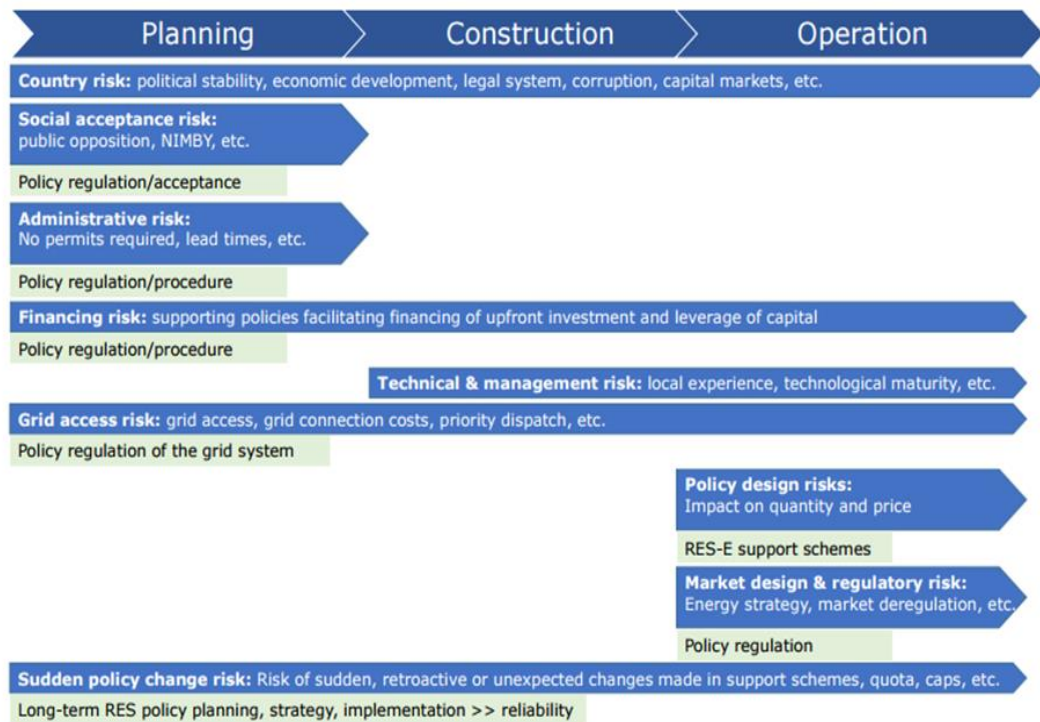 Planning
Construction
Operation
Country risk: political stability, economic development, legal system, corruption, capital markets, etc.
Social acceptance risk:
public opposition, NIMBY, etc.
Policy regulation/acceptance
Administrative risk:
No permits required, lead times, etc.
Policy regulation/procedure
Financing risk: supporting policies facilitating financing of upfront investment and leverage of capital
Policy regulation/procedure
Technical & management risk: local experience, technological maturity, etc.
Grid access risk: grid access, grid connection costs, priority dispatch, etc.
Policy regulation of the grid system
Policy design risks:
Impact on quantity and price
RES-E support schemes
Market design & regulatory risk:
Energy strategy, market deregulation, etc.
Policy regulation
Sudden policy change risk: Risk of sudden, retroactive or unexpected changes made in support schemes, quota, caps, etc.
Long-term RES policy planning, strategy, implementation >> reliability